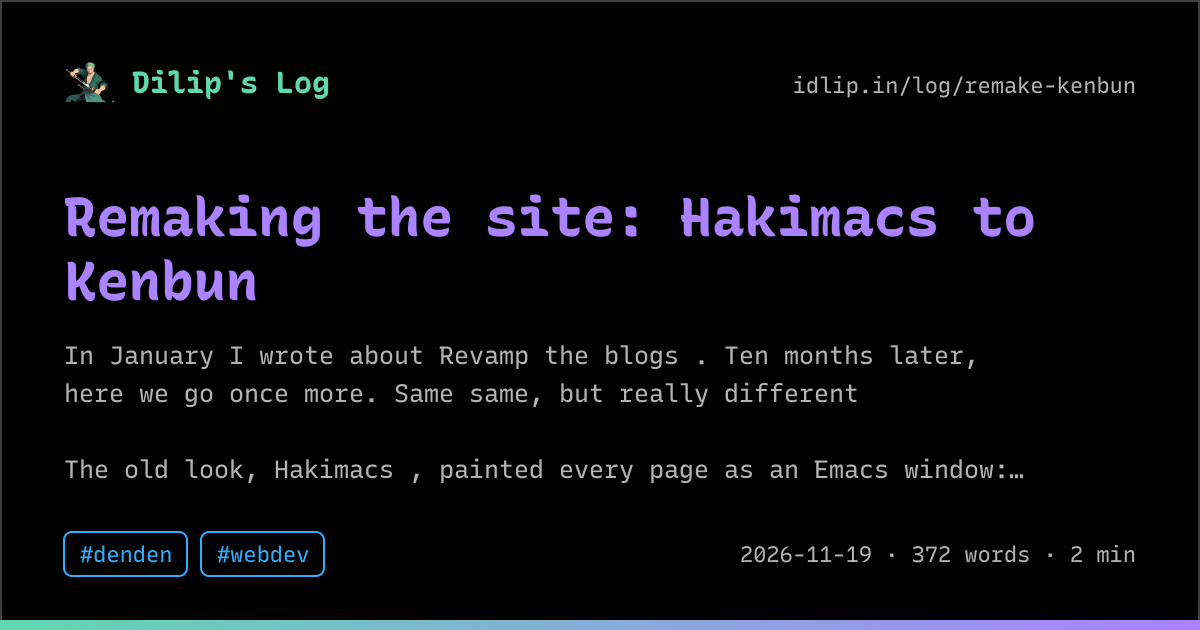 Dilip's Log
idlip.in/log/remake-kenbun
Remaking the site: Hakimacs to
Kenbun
In January I wrote about Revamp the blogs . Ten months later,
here we go once more. Same same, but really different
The old look, Hakimacs , painted every page as an Emacs window:…
#denden #webdev
2026-11-19 · 372 words · 2 min